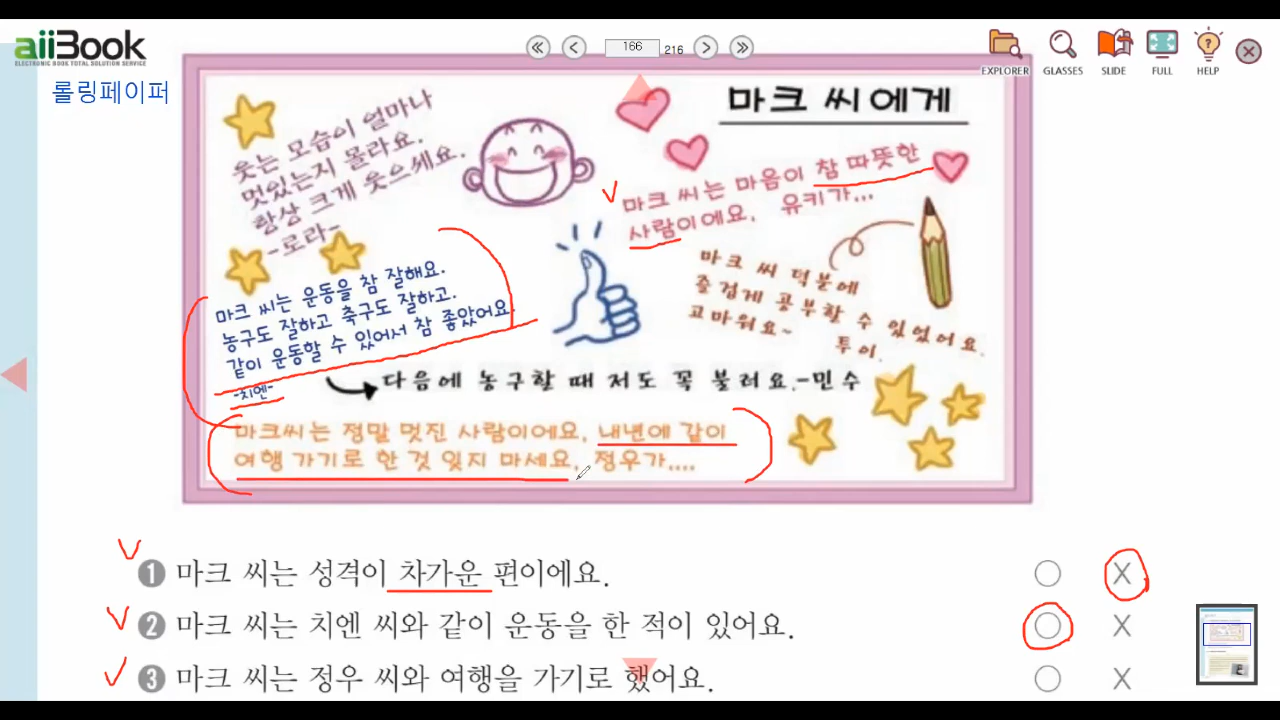 aiiBook
ELECTRONIC BOOK TOTAL SOLUTION SERVICE
166
216
EXPLORER
GLASSES
SLIDE
FULL
HELP
롤링페이퍼
마크 씨에게
웃는 모습이 얼마나
멋있는지 몰라요.
항상 크게 웃으세요.
-로라-
마크 씨는 마음이 참 따뜻한
사람이에요. 유키가...
마크 씨 덕분에
즐겁게 공부할 수 있었어요.
고마워요~
투이.
마크 씨는 운동을 참 잘해요.
농구도 잘하고 축구도 잘하고.
같이 운동할 수 있어서 참 좋았어요.
-치엔-
다음에 농구할 때 저도 꼭 불러요.-민수
마크씨는 정말 멋진 사람이에요, 내년에 같이
여행 가기로 한 것 잊지 마세요. 정우가....
1 마크 씨는 성격이 차가운 편이에요. ○ X
2 마크 씨는 치엔 씨와 같이 운동을 한 적이 있어요. ○ X
3 마크 씨는 정우 씨와 여행을 가기로 했어요. ○ X